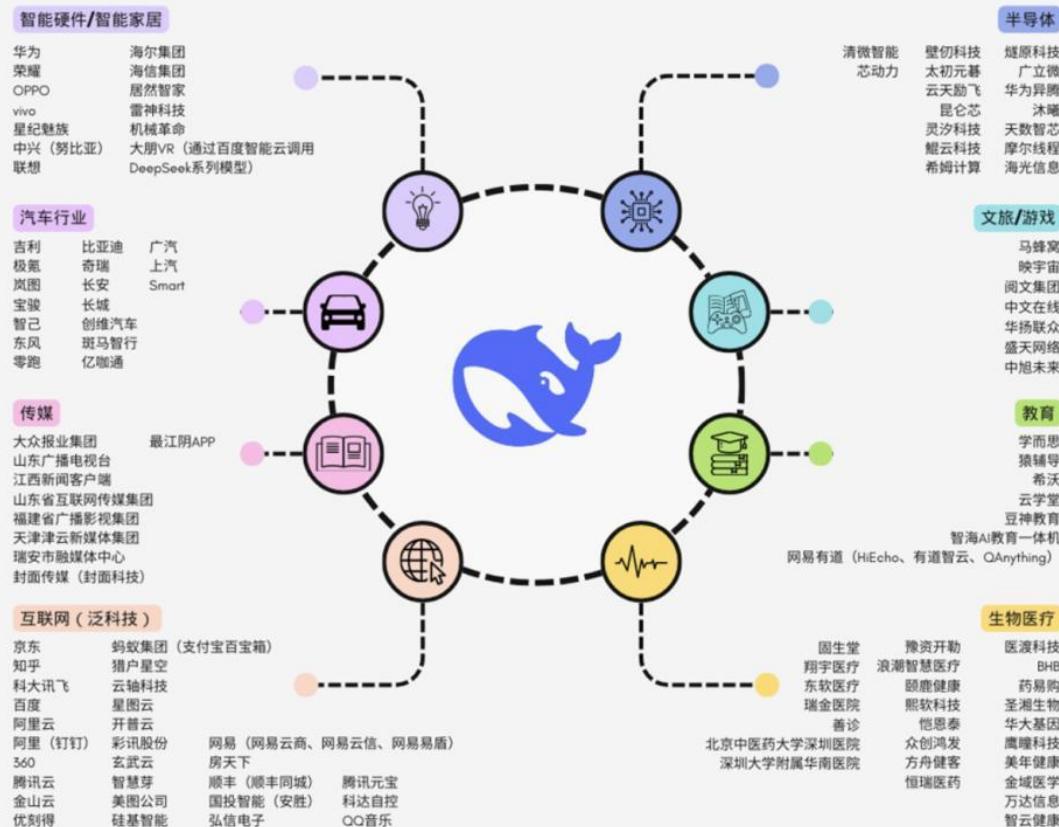 智能硬件/智能家居
华为 海尔集团
荣耀 海信集团
OPPO 居然智家
vivo 雷神科技
星纪魅族 机械革命
中兴（努比亚） 大朋VR（通过百度智能云调用
联想 DeepSeek系列模型）
汽车行业
吉利 比亚迪 广汽
极氪 奇瑞 上汽
岚图 长安 Smart
宝骏 长城
智己 创维汽车
东风 斑马智行
零跑 亿咖通
传媒
大众报业集团 最江阴APP
山东广播电视台
江西新闻客户端
山东省互联网传媒集团
福建省广播影视集团
天津津云新媒体集团
瑞安市融媒体中心
封面传媒（封面科技）
互联网（泛科技）
京东 蚂蚁集团（支付宝百宝箱）
知乎 猎户星空
科大讯飞 云轴科技
百度 星图云
阿里云 开普云
阿里（钉钉） 彩讯股份 网易（网易云商、网易云信、网易易盾）
360 玄武云 房天下
腾讯云 智慧芽 顺丰（顺丰同城） 腾讯元宝
金山云 美图公司 国投智能（安胜） 科达自控
优刻得 硅基智能 弘信电子 QQ音乐
半导体
清微智能 壁仞科技 燧原科技
芯动力 太初元碁 广立微
云天励飞 华为昇腾
昆仑芯 沐曦
灵汐科技 天数智芯
鲲云科技 摩尔线程
希姆计算 海光信息
文旅/游戏
马蜂窝
映宇宙
阅文集团
中文在线
华扬联众
盛天网络
中旭未来
教育
学而思
猿辅导
希沃
云学堂
豆神教育
智海AI教育一体机
网易有道（HiEcho、有道智云、QAnything）
生物医疗
固生堂 豫资开勒 医渡科技
翔宇医疗 浪潮智慧医疗 BHB
东软医疗 颐鹿健康 药易购
瑞金医院 熙软科技 圣湘生物
善诊 恺恩泰 华大基因
北京中医药大学深圳医院 众创鸿发 鹰瞳科技
深圳大学附属华南医院 方舟健客 美年健康
恒瑞医药 金域医学
万达信息
智云健康